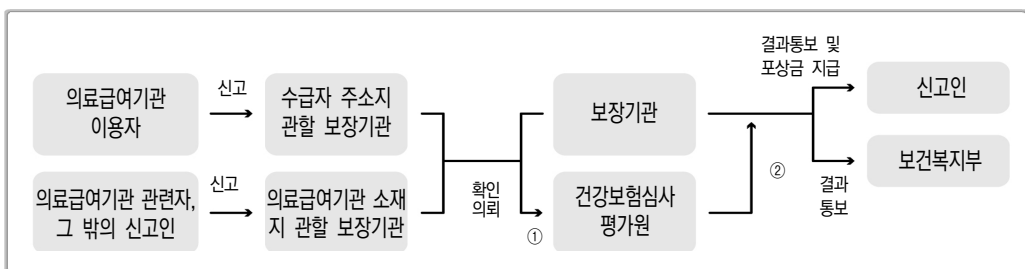 의료급여기관
이용자
신고
수급자 주소지
관할 보장기관
의료급여기관 관련자,
그 밖의 신고인
신고
의료급여기관 소재
지 관할 보장기관
확인
의뢰
①
보장기관
건강보험심사
평가원
②
결과통보 및
포상금 지급
신고인
보건복지부
결과
통보